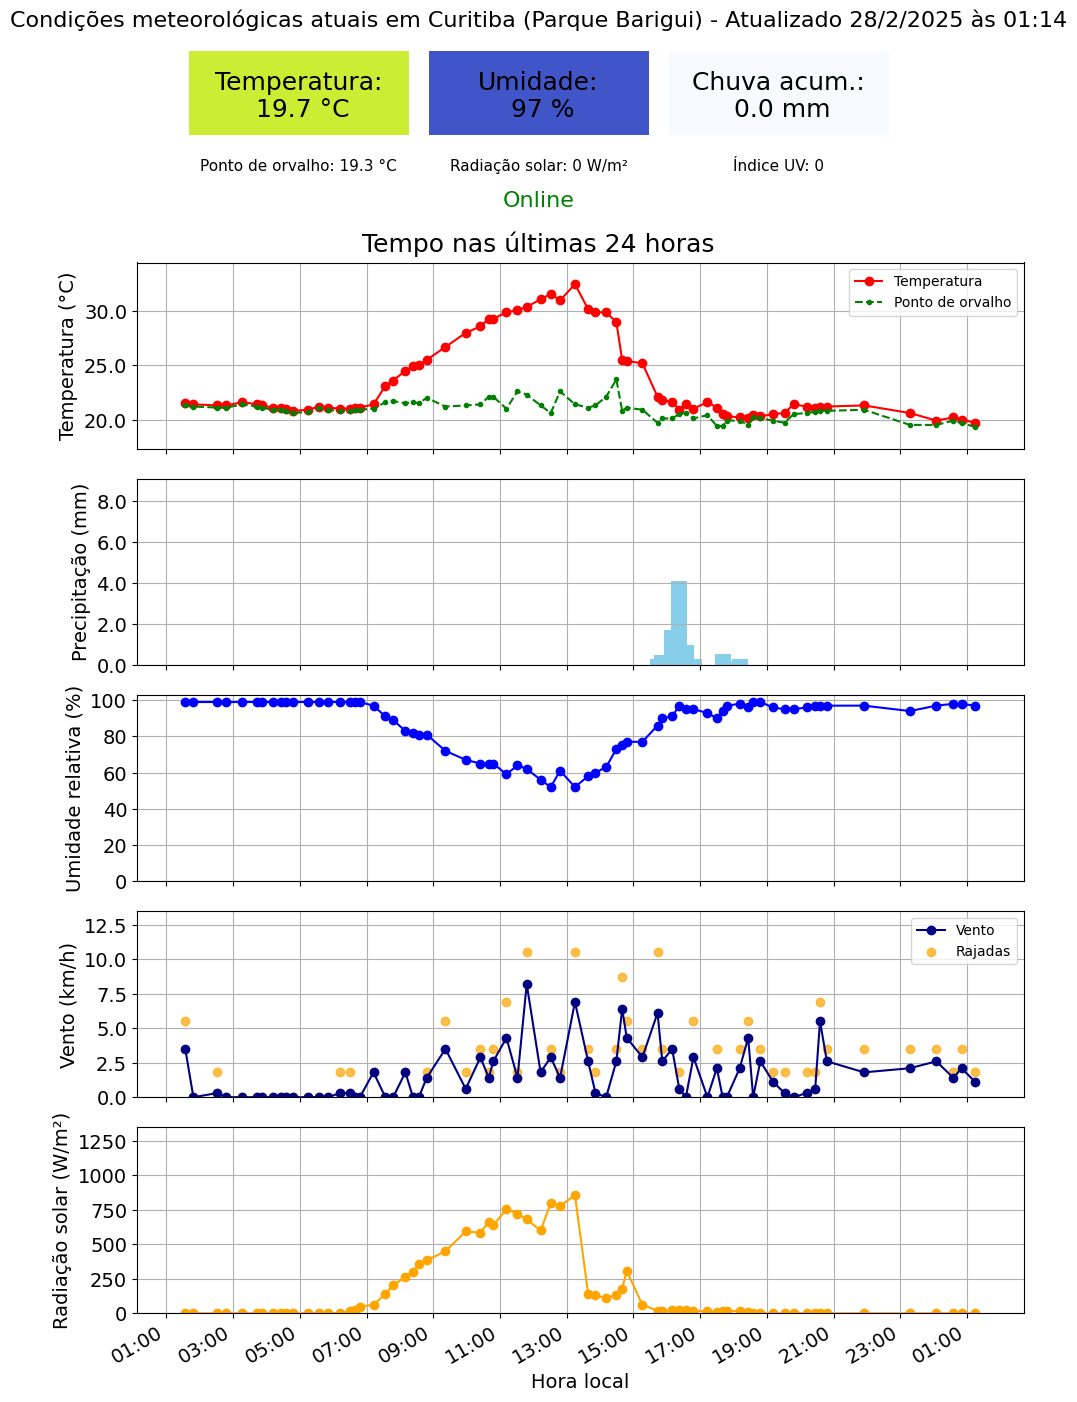 Condições meteorológicas atuais em Curitiba (Parque Barigui) - Atualizado 28/2/2025 às 01:14
Temperatura:
19.7 °C
Umidade:
97 %
Chuva acum.:
0.0 mm
Ponto de orvalho: 19.3 °C
Radiação solar: 0 W/m²
Índice UV: 0
Online
Tempo nas últimas 24 horas
Temperatura (°C)
30.0
25.0
20.0
Temperatura
Ponto de orvalho
Precipitação (mm)
8.0
6.0
4.0
2.0
0.0
Umidade relativa (%)
100
80
60
40
20
0
Vento (km/h)
12.5
10.0
7.5
5.0
2.5
0.0
Vento
Rajadas
Radiação solar (W/m²)
1250
1000
750
500
250
0
01:00
03:00
05:00
07:00
09:00
11:00
13:00
15:00
17:00
19:00
21:00
23:00
01:00
Hora local